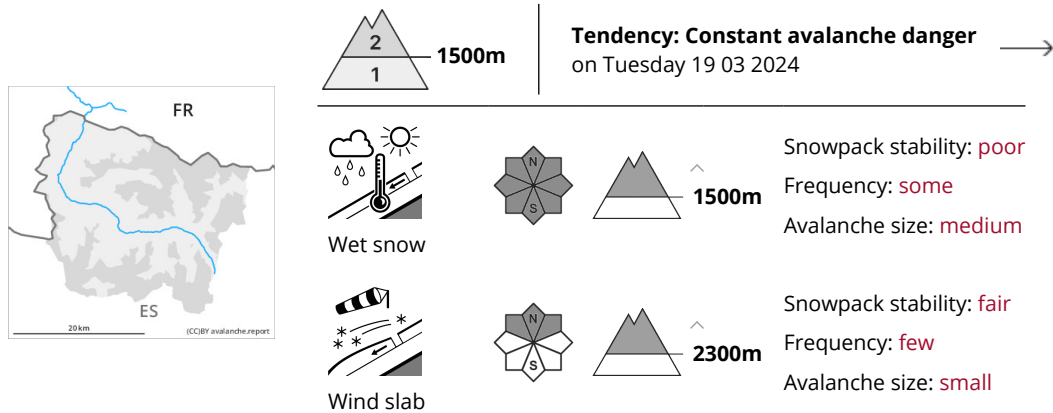 2
1
1500m
Tendency: Constant avalanche danger
on Tuesday 19 03 2024
FR
ES
20 km
(CC)BY avalanche.report
N
S
1500m
Wet snow
Snowpack stability: poor
Frequency: some
Avalanche size: medium
N
S
2300m
Wind slab
Snowpack stability: fair
Frequency: few
Avalanche size: small